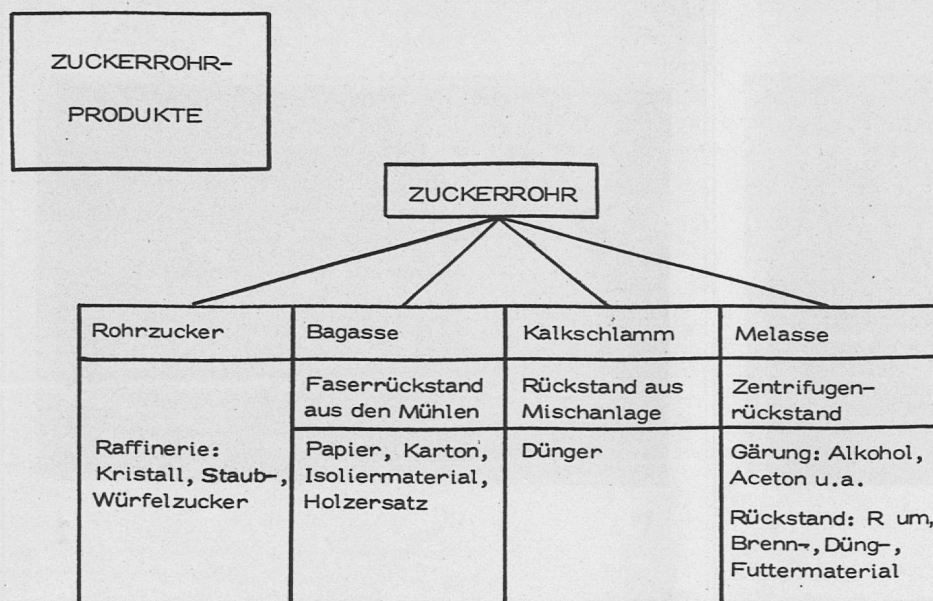 ZUCKERROHR-
PRODUKTE
ZUCKERROHR
Rohrzucker
Bagasse
Kalkschlamm
Melasse
Faserrückstand
aus den Mühlen
Rückstand aus
Mischanlage
Zentrifugen-
rückstand
Raffinerie:
Kristall, Staub-,
Würfelzucker
Papier, Karton,
Isoliermaterial,
Holzersatz
Dünger
Gärung: Alkohol,
Aceton u.a.
Rückstand: R um,
Brenn-, Düng-,
Futtermaterial